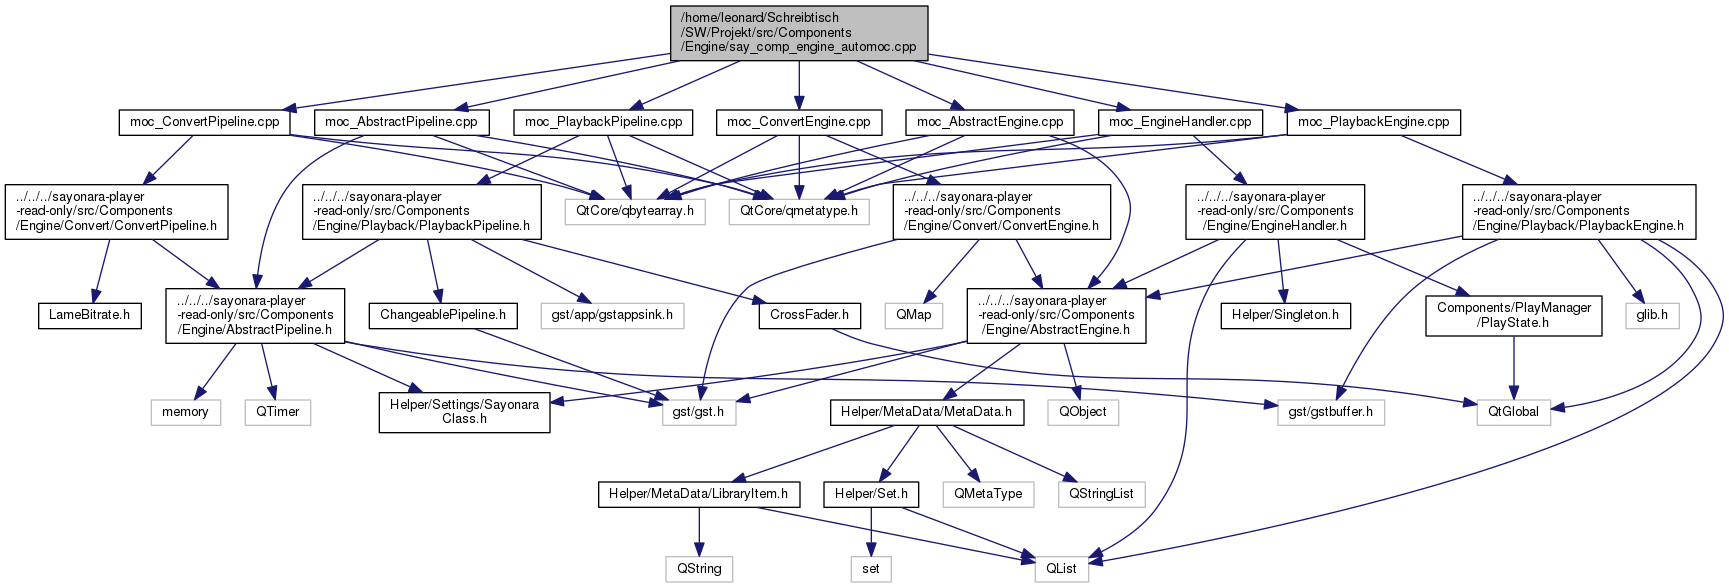 /home/leonard/Schreibtisch
/SW/Projekt/src/Components
/Engine/say_comp_engine_automoc.cpp
moc_ConvertPipeline.cpp
moc_AbstractPipeline.cpp
moc_PlaybackPipeline.cpp
moc_ConvertEngine.cpp
moc_AbstractEngine.cpp
moc_EngineHandler.cpp
moc_PlaybackEngine.cpp
../../../sayonara-player
-read-only/src/Components
/Engine/Convert/ConvertPipeline.h
../../../sayonara-player
-read-only/src/Components
/Engine/Playback/PlaybackPipeline.h
QtCore/qbytearray.h
QtCore/qmetatype.h
../../../sayonara-player
-read-only/src/Components
/Engine/Convert/ConvertEngine.h
../../../sayonara-player
-read-only/src/Components
/Engine/EngineHandler.h
../../../sayonara-player
-read-only/src/Components
/Engine/Playback/PlaybackEngine.h
LameBitrate.h
../../../sayonara-player
-read-only/src/Components
/Engine/AbstractPipeline.h
ChangeablePipeline.h
gst/app/gstappsink.h
CrossFader.h
QMap
../../../sayonara-player
-read-only/src/Components
/Engine/AbstractEngine.h
Helper/Singleton.h
Components/PlayManager
/PlayState.h
glib.h
memory
QTimer
Helper/Settings/Sayonara
Class.h
gst/gst.h
Helper/MetaData/MetaData.h
QObject
gst/gstbuffer.h
QtGlobal
Helper/MetaData/LibraryItem.h
Helper/Set.h
QMetaType
QStringList
QString
set
QList